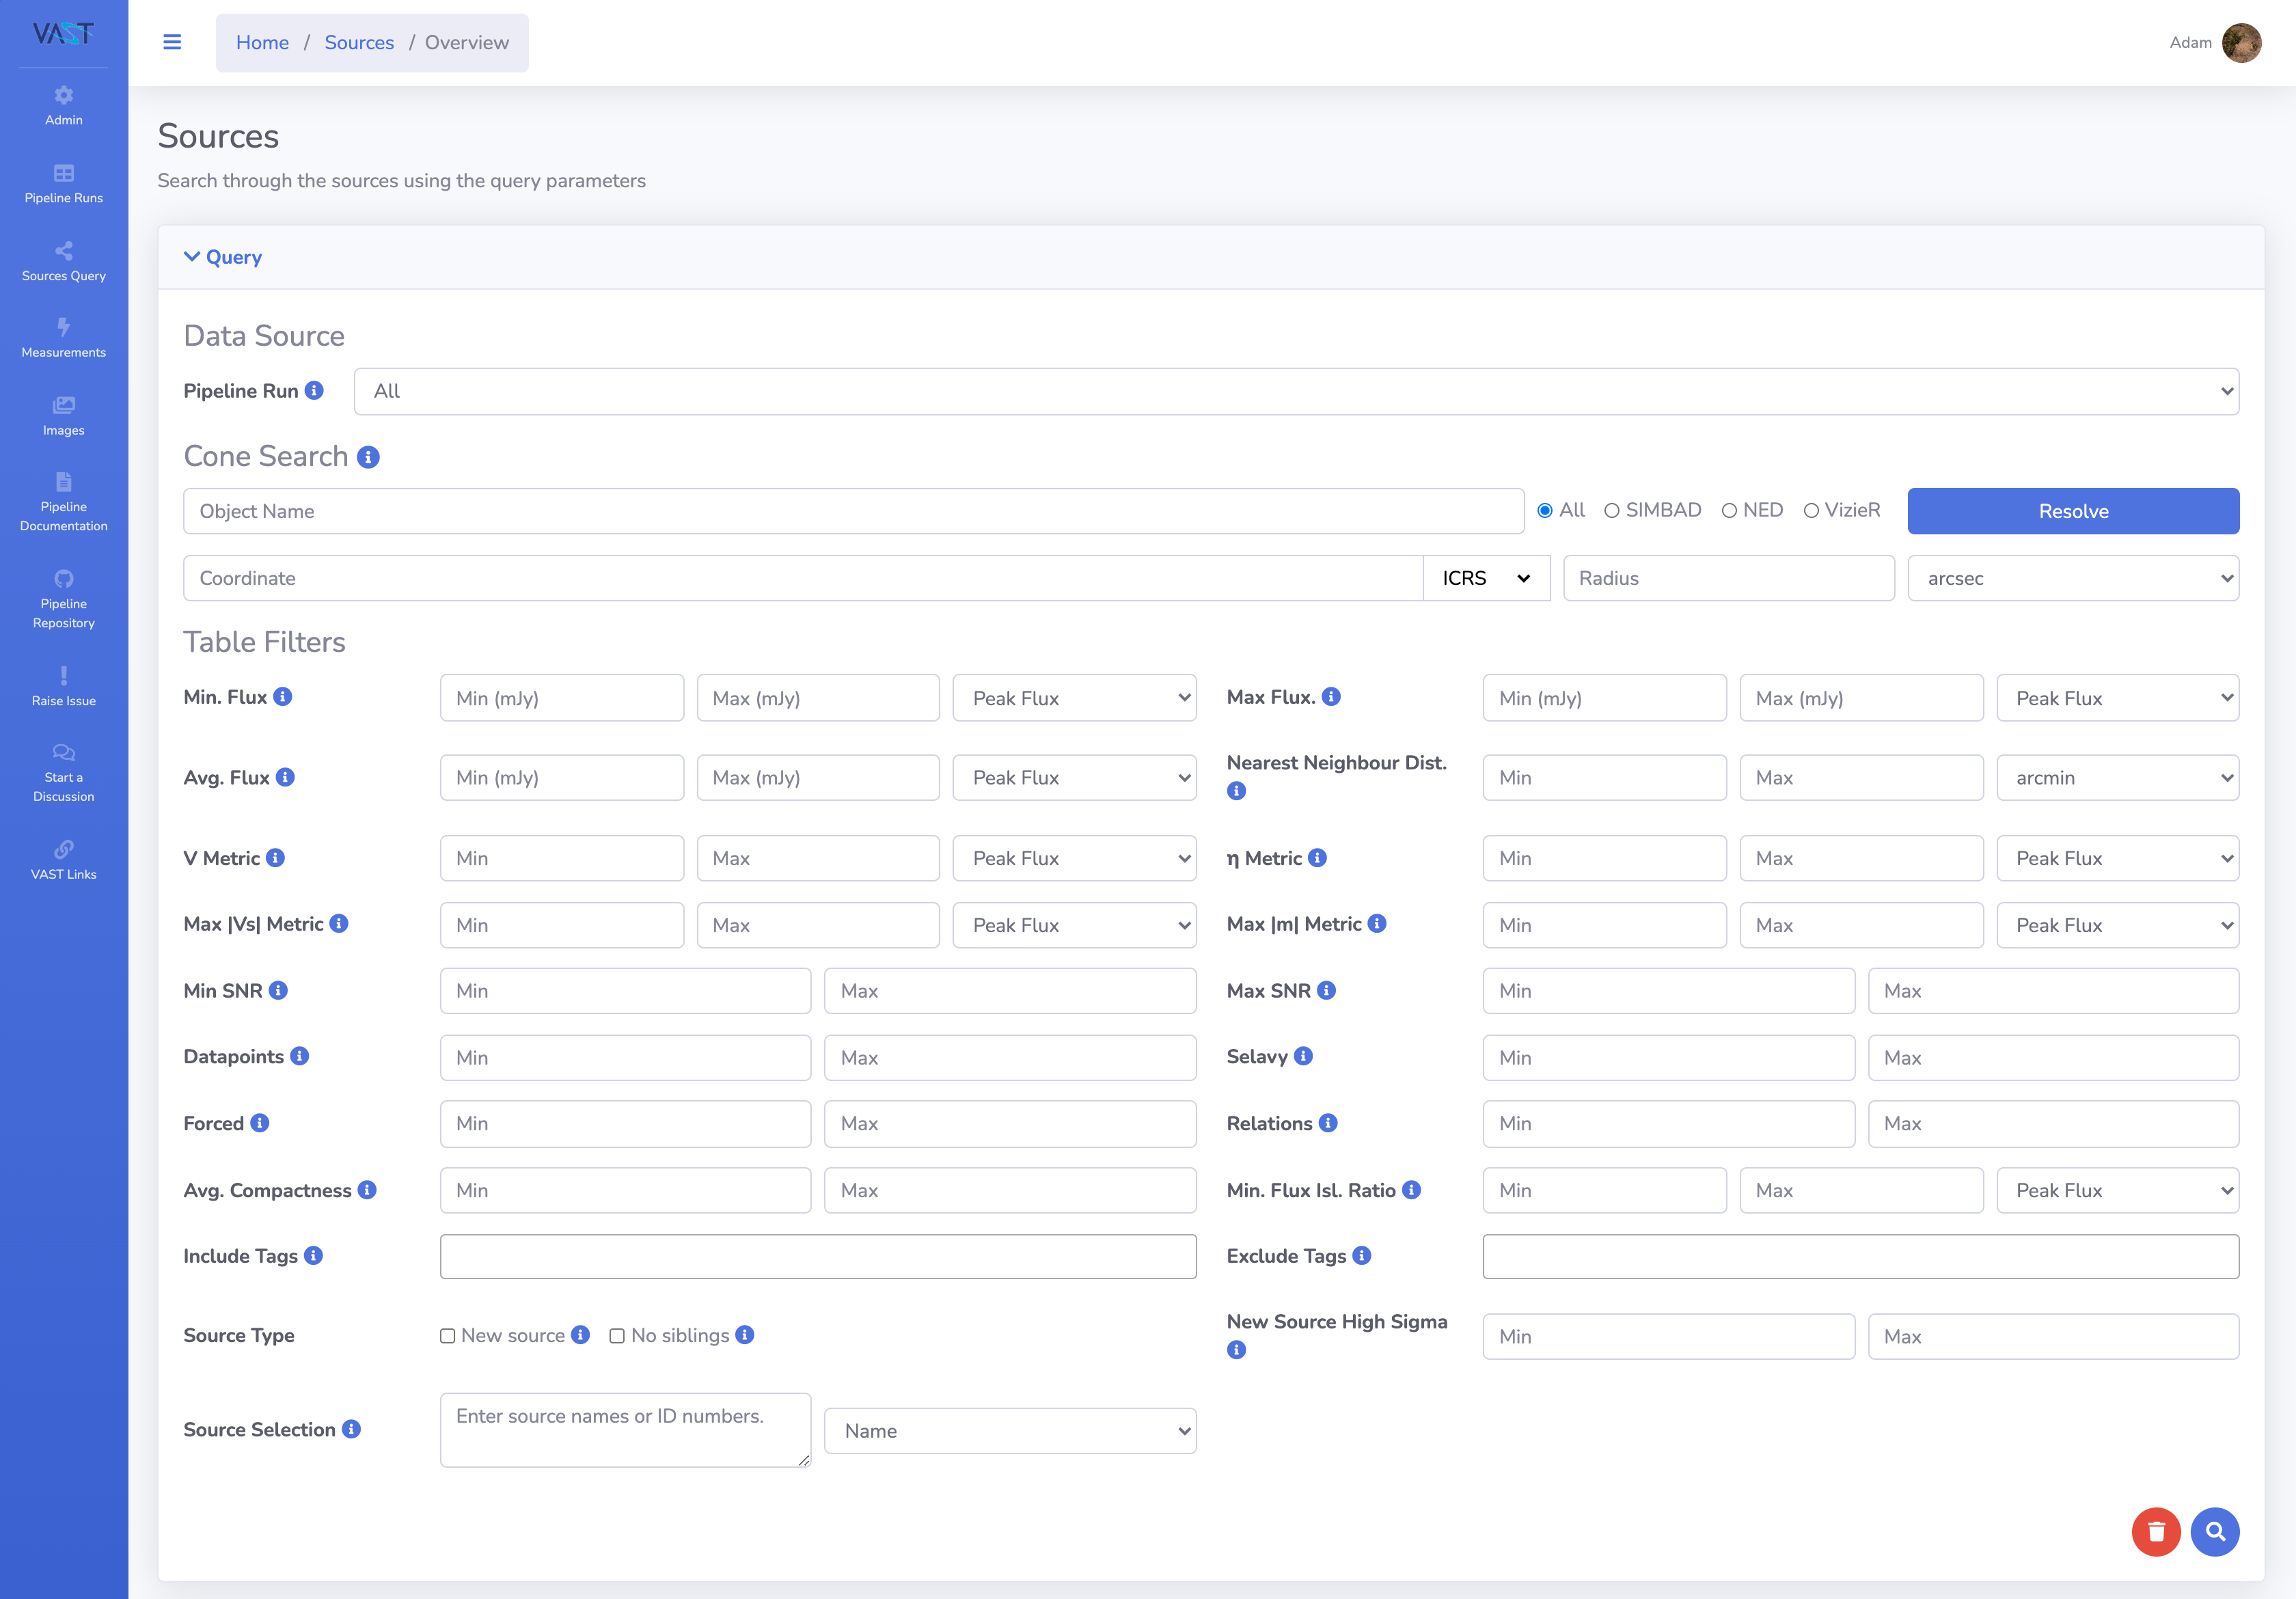 VAST
Home / Sources / Overview
Adam
Admin
Pipeline Runs
Sources Query
Measurements
Images
Pipeline
Documentation
Pipeline
Repository
Raise Issue
Start a
Discussion
VAST Links
Sources
Search through the sources using the query parameters
Query
Data Source
Pipeline Run All
Cone Search
Object Name All SIMBAD NED VizieR Resolve
Coordinate ICRS Radius arcsec
Table Filters
Min. Flux Min (mJy) Max (mJy) Peak Flux Max Flux. Min (mJy) Max (mJy) Peak Flux
Avg. Flux Min (mJy) Max (mJy) Peak Flux Nearest Neighbour Dist. Min Max arcmin
V Metric Min Max Peak Flux η Metric Min Max Peak Flux
Max |Vs| Metric Min Max Peak Flux Max |m| Metric Min Max Peak Flux
Min SNR Min Max Max SNR Min Max
Datapoints Min Max Selavy Min Max
Forced Min Max Relations Min Max
Avg. Compactness Min Max Min. Flux Isl. Ratio Min Max Peak Flux
Include Tags Exclude Tags
Source Type New source No siblings New Source High Sigma Min Max
Source Selection Enter source names or ID numbers. Name